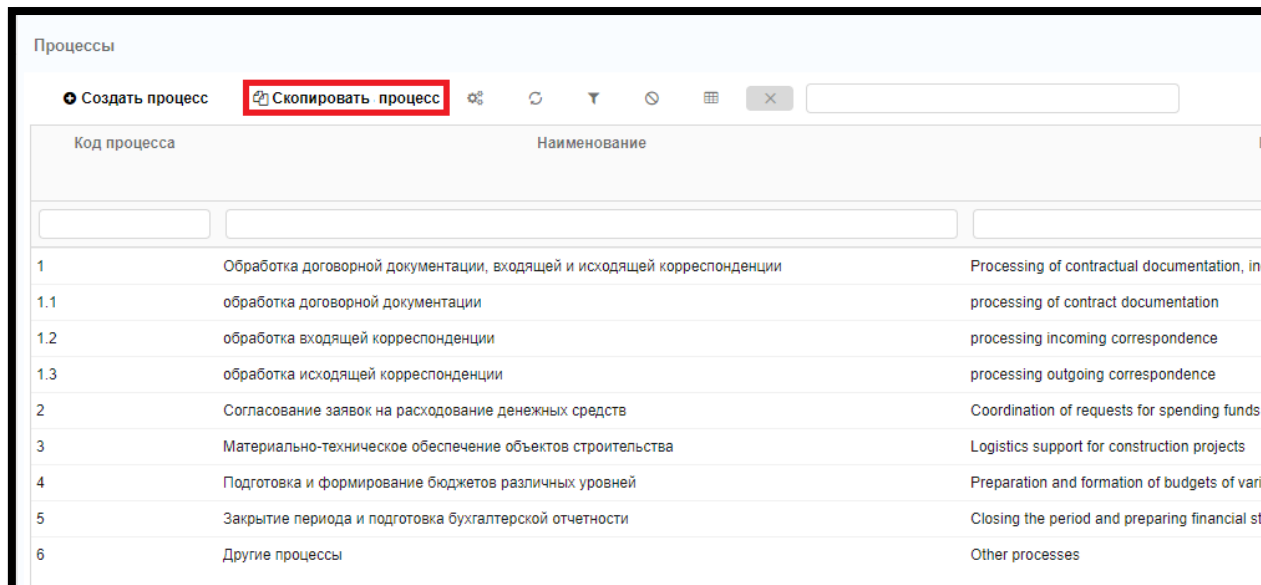 Процессы
Создать процесс Скопировать процесс
Код процесса Наименование
1 Обработка договорной документации, входящей и исходящей корреспонденции Processing of contractual documentation,
1.1 обработка договорной документации processing of contract documentation
1.2 обработка входящей корреспонденции processing incoming correspondence
1.3 обработка исходящей корреспонденции processing outgoing correspondence
2 Согласование заявок на расходование денежных средств Coordination of requests for spending funds
3 Материально-техническое обеспечение объектов строительства Logistics support for construction projects
4 Подготовка и формирование бюджетов различных уровней Preparation and formation of budgets of
5 Закрытие периода и подготовка бухгалтерской отчетности Closing the period and preparing financial
6 Другие процессы Other processes